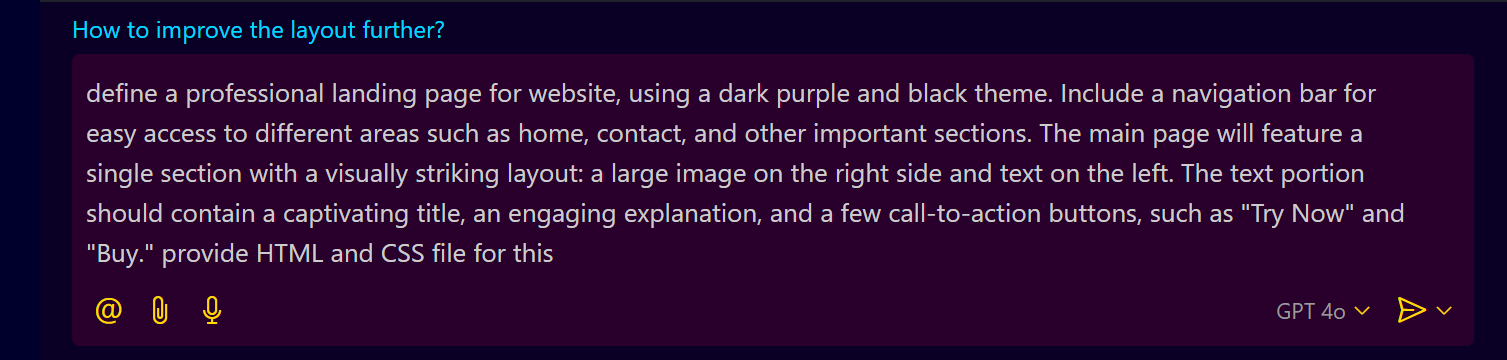 How to improve the layout further?
define a professional landing page for website, using a dark purple and black theme. Include a navigation bar for
easy access to different areas such as home, contact, and other important sections. The main page will feature a
single section with a visually striking layout: a large image on the right side and text on the left. The text portion
should contain a captivating title, an engaging explanation, and a few call-to-action buttons, such as "Try Now" and
"Buy." provide HTML and CSS file for this
@
GPT 4o